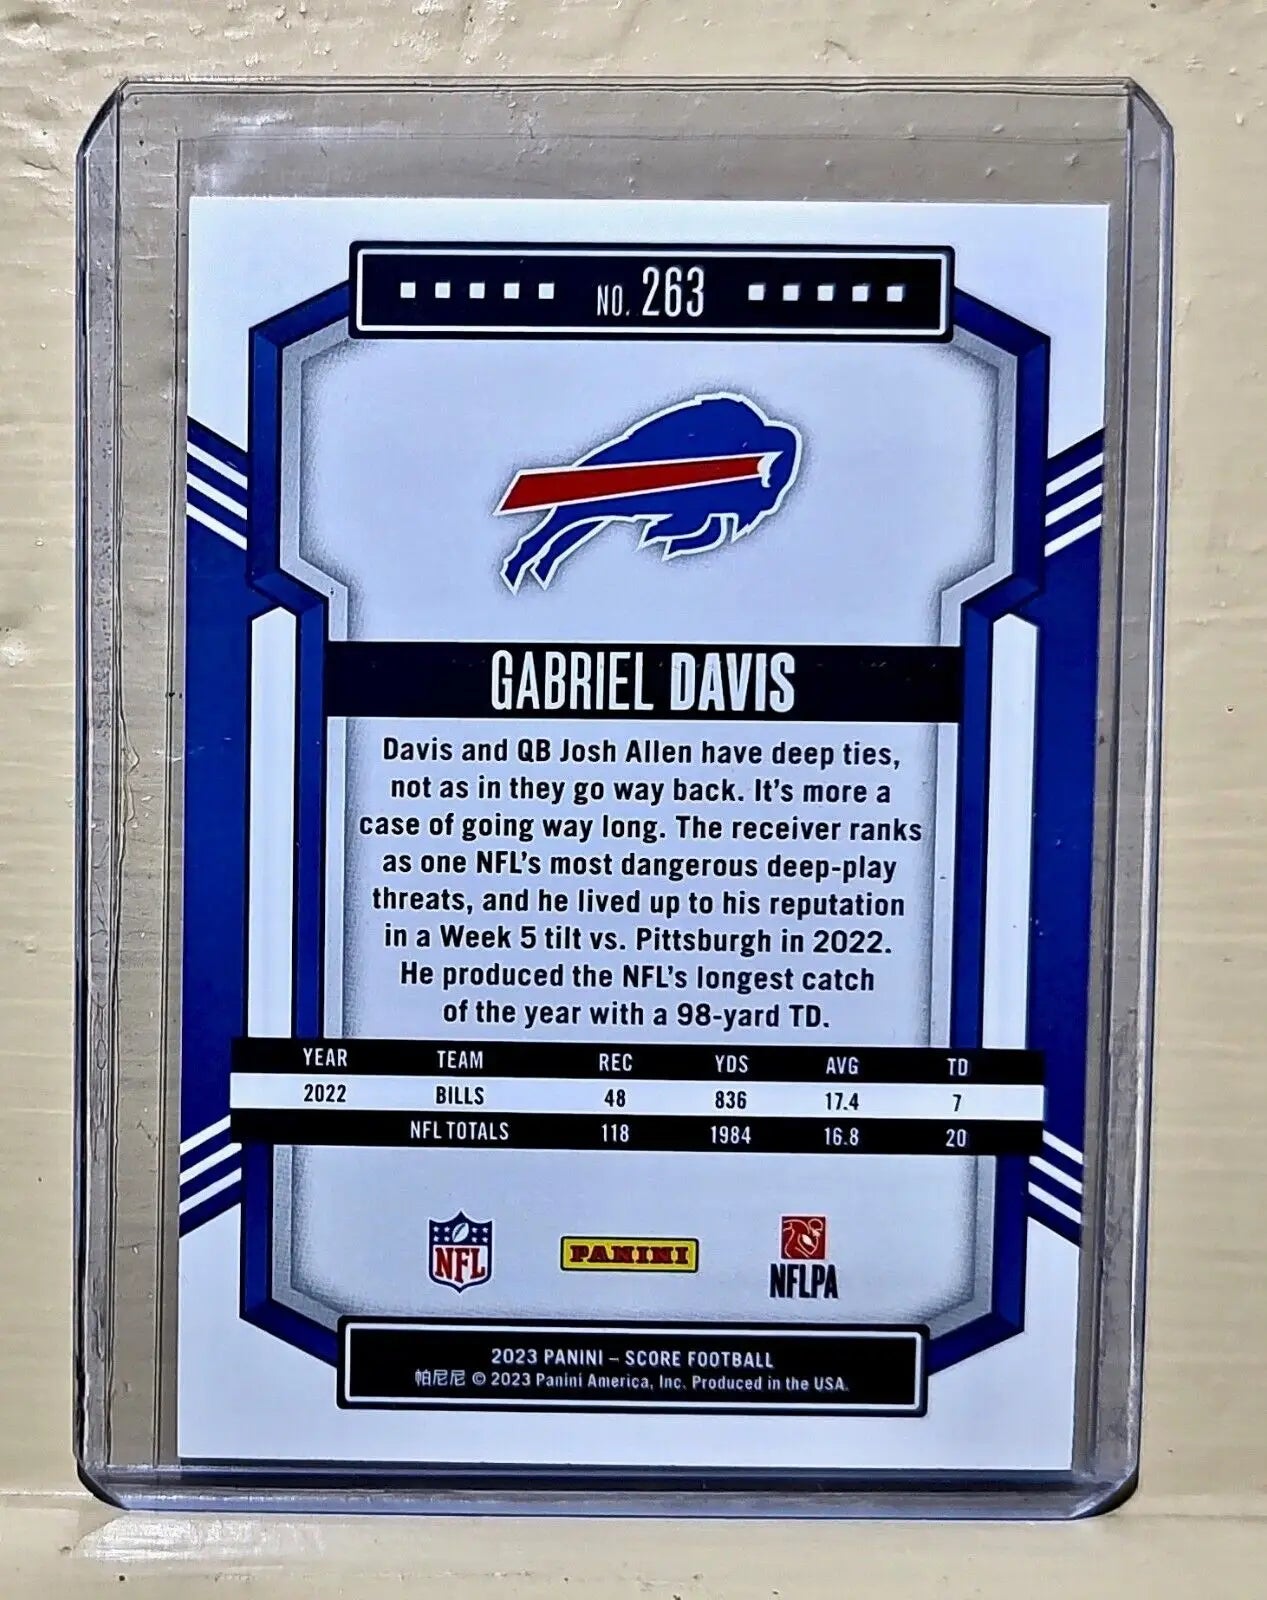 NO. 263
GABRIEL DAVIS
Davis and QB Josh Allen have deep ties,
not as in they go way back. It's more a
case of going way long. The receiver ranks
as one NFL's most dangerous deep-play
threats, and he lived up to his reputation
in a Week 5 tilt vs. Pittsburgh in 2022.
He produced the NFL's longest catch
of the year with a 98-yard TD.
YEAR TEAM REC YDS AVG TD
2022 BILLS 48 836 17.4 7
NFL TOTALS 118 1984 16.8 20
NFL PANINI NFLPA
2023 PANINI – SCORE FOOTBALL
帕尼尼 © 2023 Panini America, Inc. Produced in the USA.